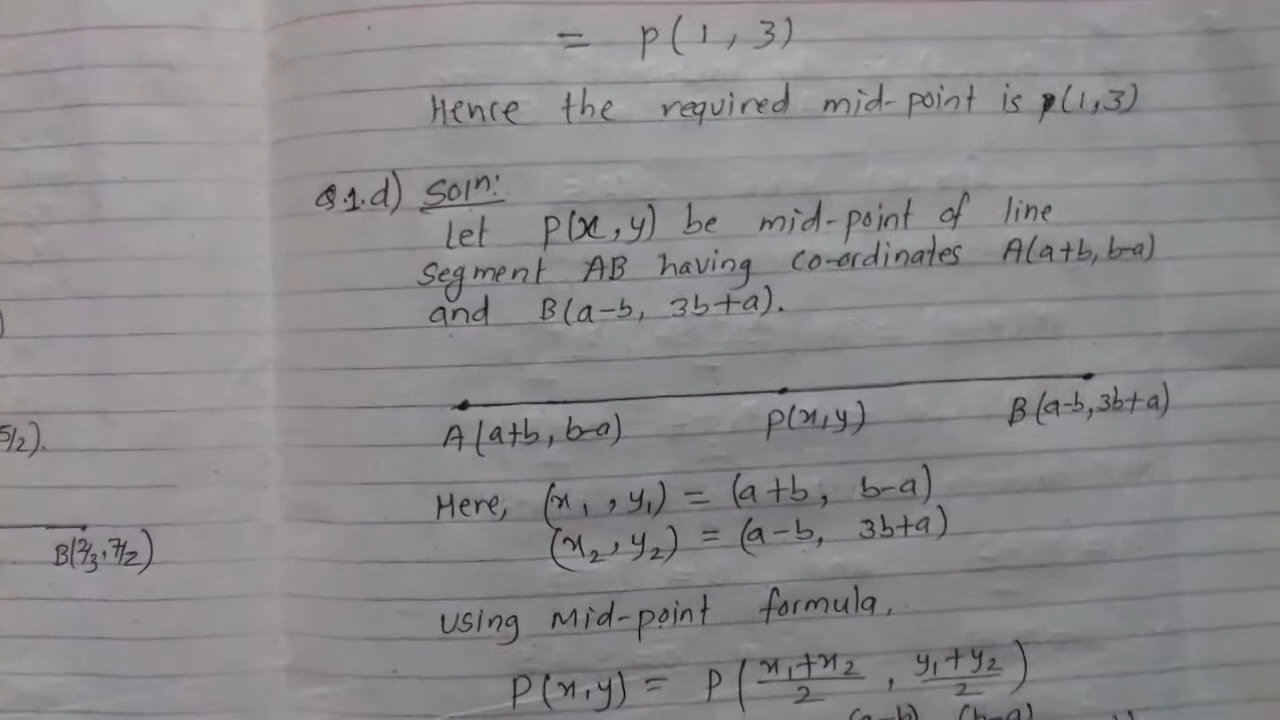 = P(1, 3)
Hence the required mid-point is P(1,3)
Q.1.d) Soln:
Let P(x, y) be mid-point of line
segment AB having co-ordinates A(a+b, b-a)
and B(a-b, 3b+a).
A(a+b, b-a) P(x,y) B(a-b, 3b+a)
Here, (x₁, y₁) = (a+b, b-a)
(x₂, y₂) = (a-b, 3b+a)
using Mid-point formula,
P(x,y) = P(x₁+x₂/2, y₁+y₂/2)
)
5/2).
B(2/3, 7/2)